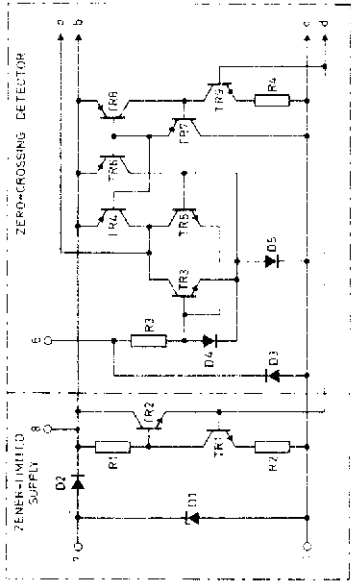 ZENER-LIMITED
SUPPLY
ZERO-CROSSING DETECTOR
7
8
6
a
b
D2
R1
TR2
TR1
R2
D1
R3
D4
D3
TR3
TR4
TR5
TR6
D5
TR8
TR7
TR9
R4
c
d